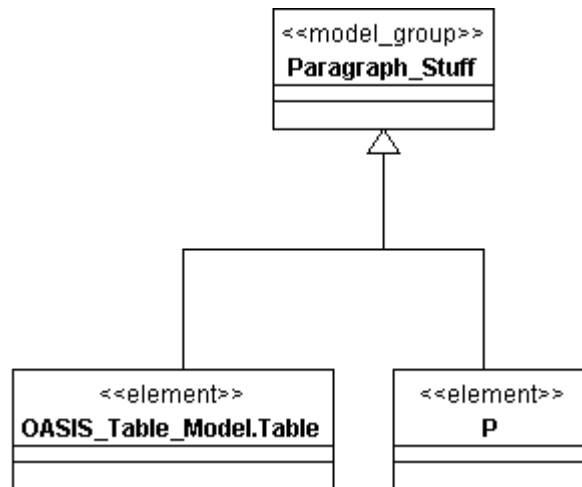 <<model_group>>
Paragraph_Stuff
<<element>>
OASIS_Table_Model.Table
<<element>>
P